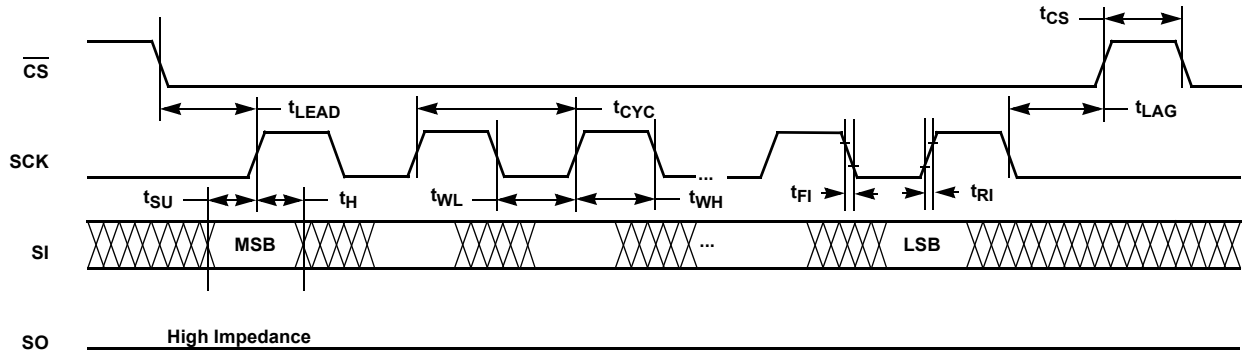 tCS
CS
tLEAD
tCYC
tLAG
SCK
...
tSU
tH
tWL
tWH
tFI
tRI
SI
MSB
...
LSB
SO
High Impedance